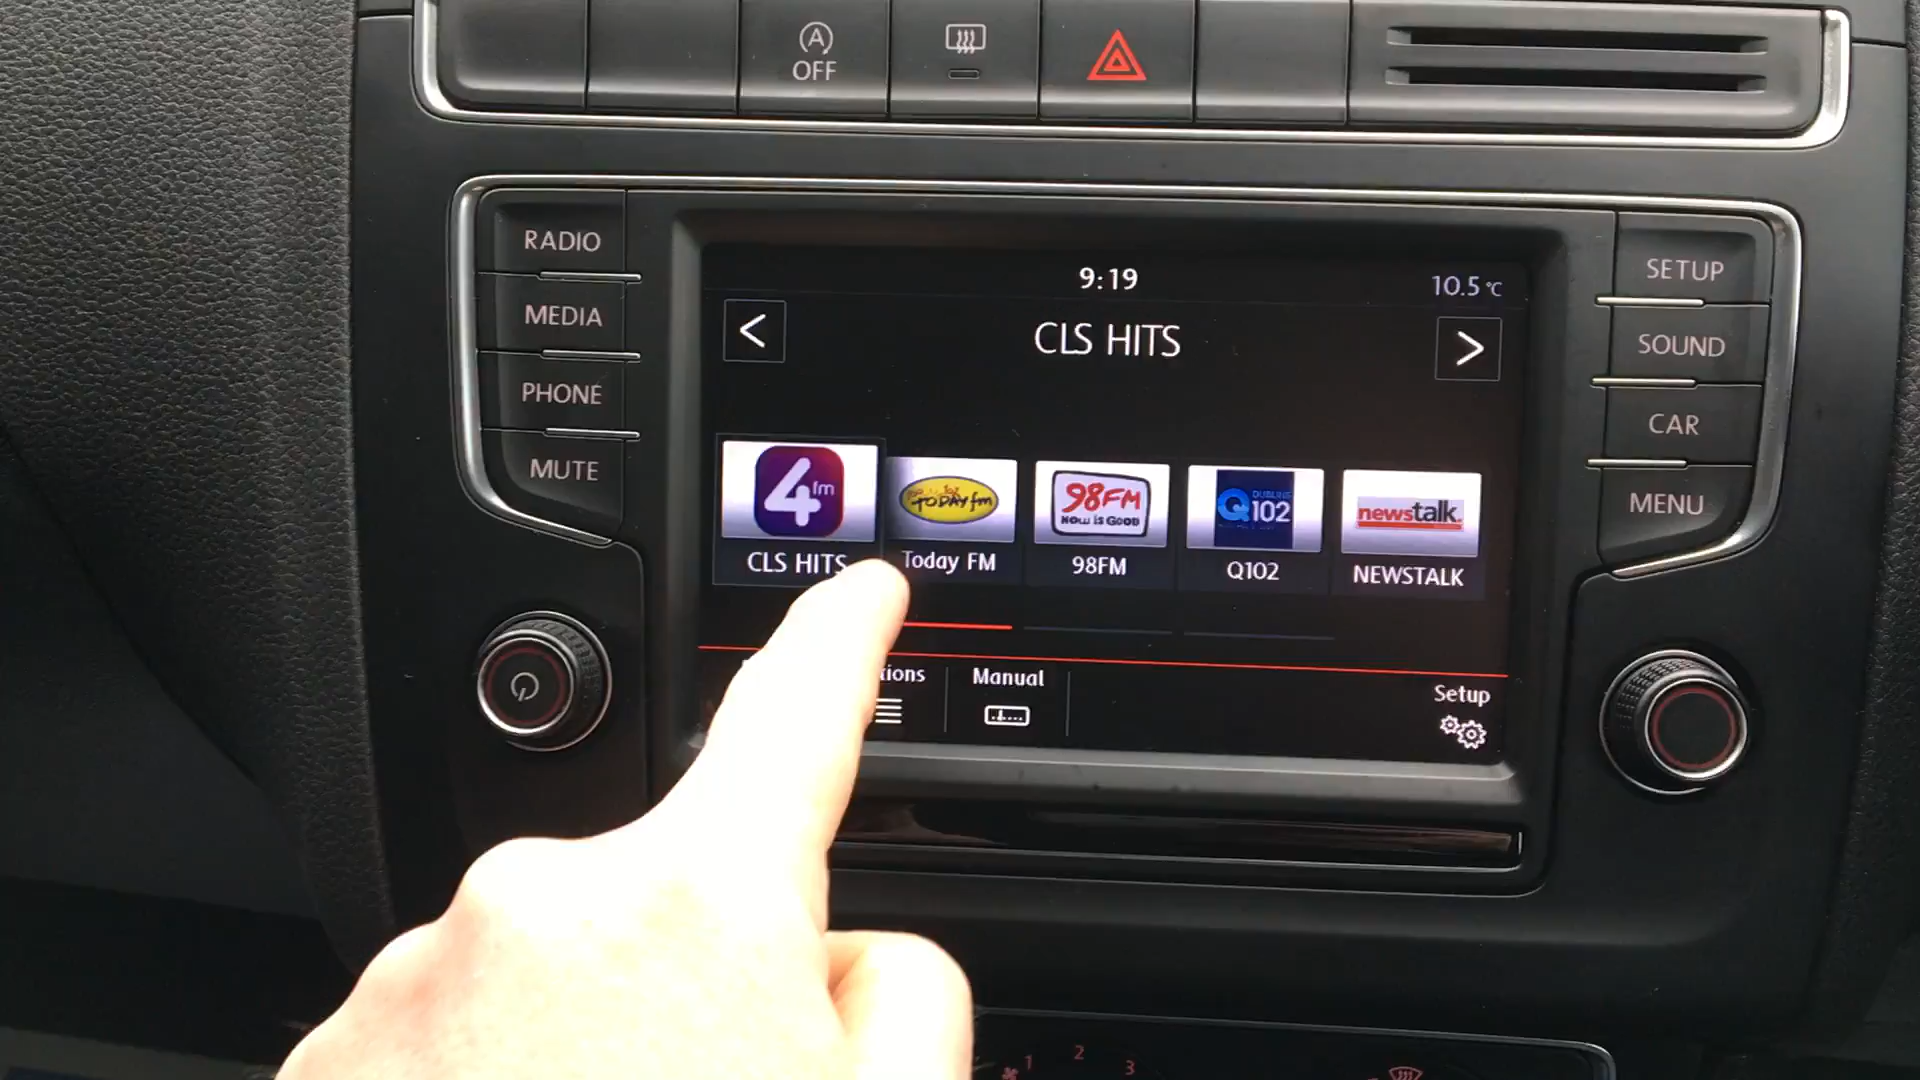 A
OFF
RADIO
MEDIA
PHONE
MUTE
SETUP
SOUND
CAR
MENU
9:19
10.5 °C
<
CLS HITS
>
4fm
TODAY fm
98FM
NOW IS GOOD
DUBLINS
Q102
newstalk
CLS HITS
Today FM
98FM
Q102
NEWSTALK
tions
Manual
Setup
1
2
3